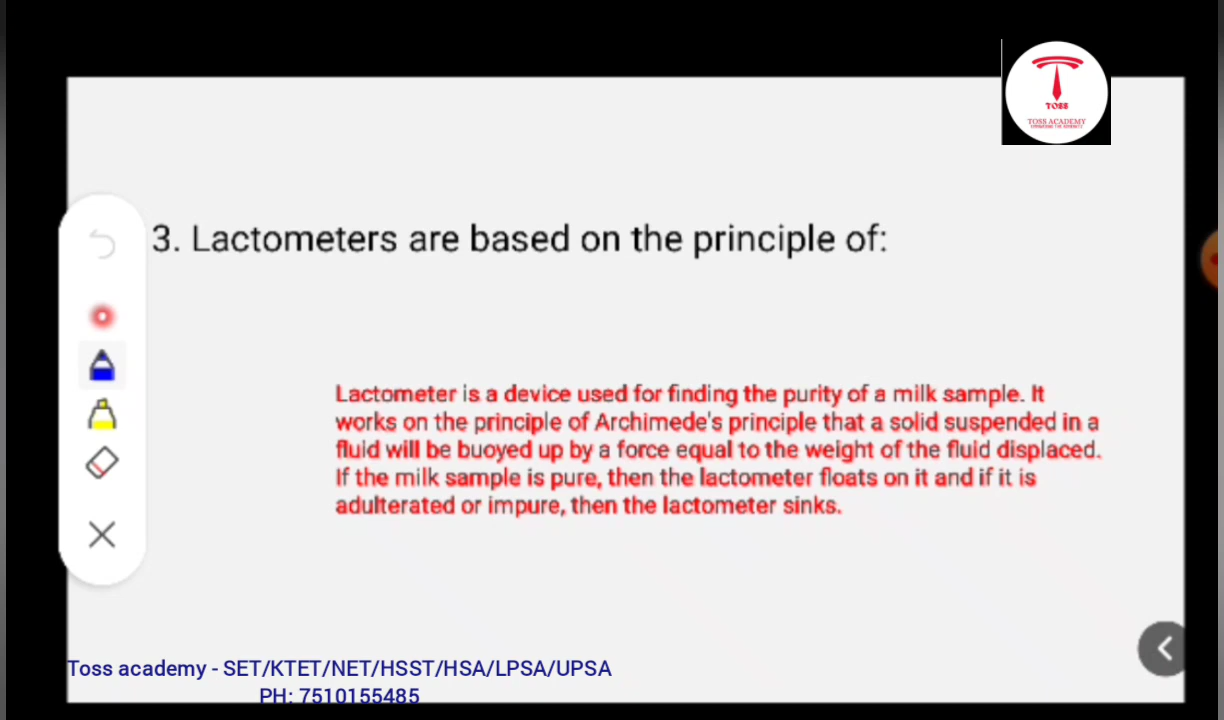 TOSS
TOSS ACADEMY
3. Lactometers are based on the principle of:
Lactometer is a device used for finding the purity of a milk sample. It
works on the principle of Archimede's principle that a solid suspended in a
fluid will be buoyed up by a force equal to the weight of the fluid displaced.
If the milk sample is pure, then the lactometer floats on it and if it is
adulterated or impure, then the lactometer sinks.
Toss academy - SET/KTET/NET/HSST/HSA/LPSA/UPSA
PH: 7510155485